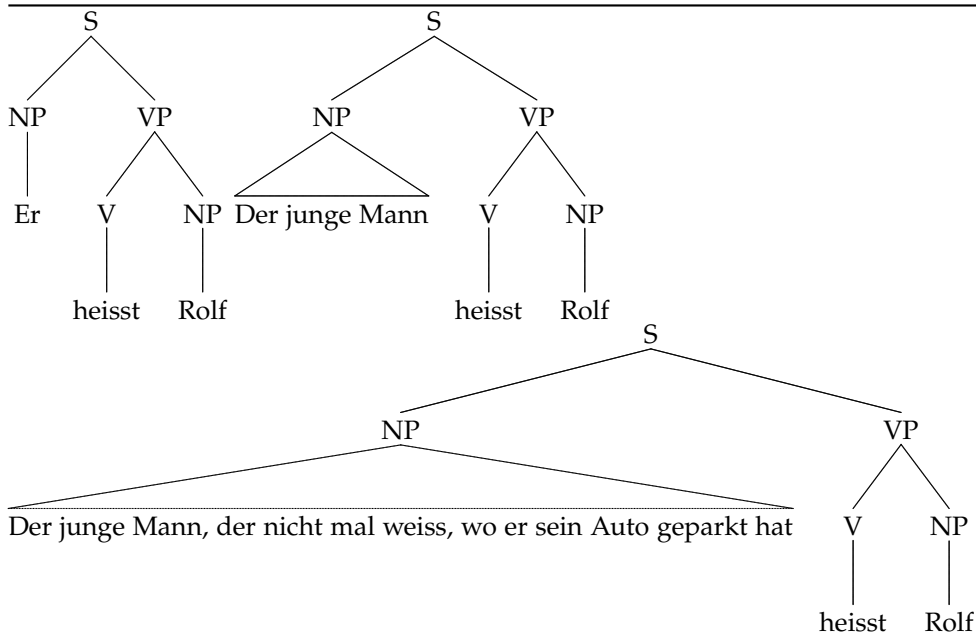 S S
NP VP NP VP
Er V NP Der junge Mann V NP
heisst Rolf heisst Rolf
S
NP VP
Der junge Mann, der nicht mal weiss, wo er sein Auto geparkt hat V NP
heisst Rolf